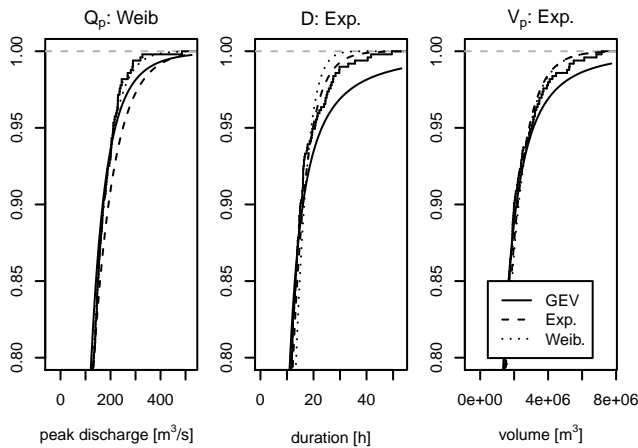 Qp: Weib
D: Exp.
Vp: Exp.
1.00
0.95
0.90
0.85
0.80
0 200 400
peak discharge [m³/s]
1.00
0.95
0.90
0.85
0.80
0 20 40
duration [h]
1.00
0.95
0.90
0.85
0.80
GEV
Exp.
Weib.
0e+00 4e+06 8e+06
volume [m³]